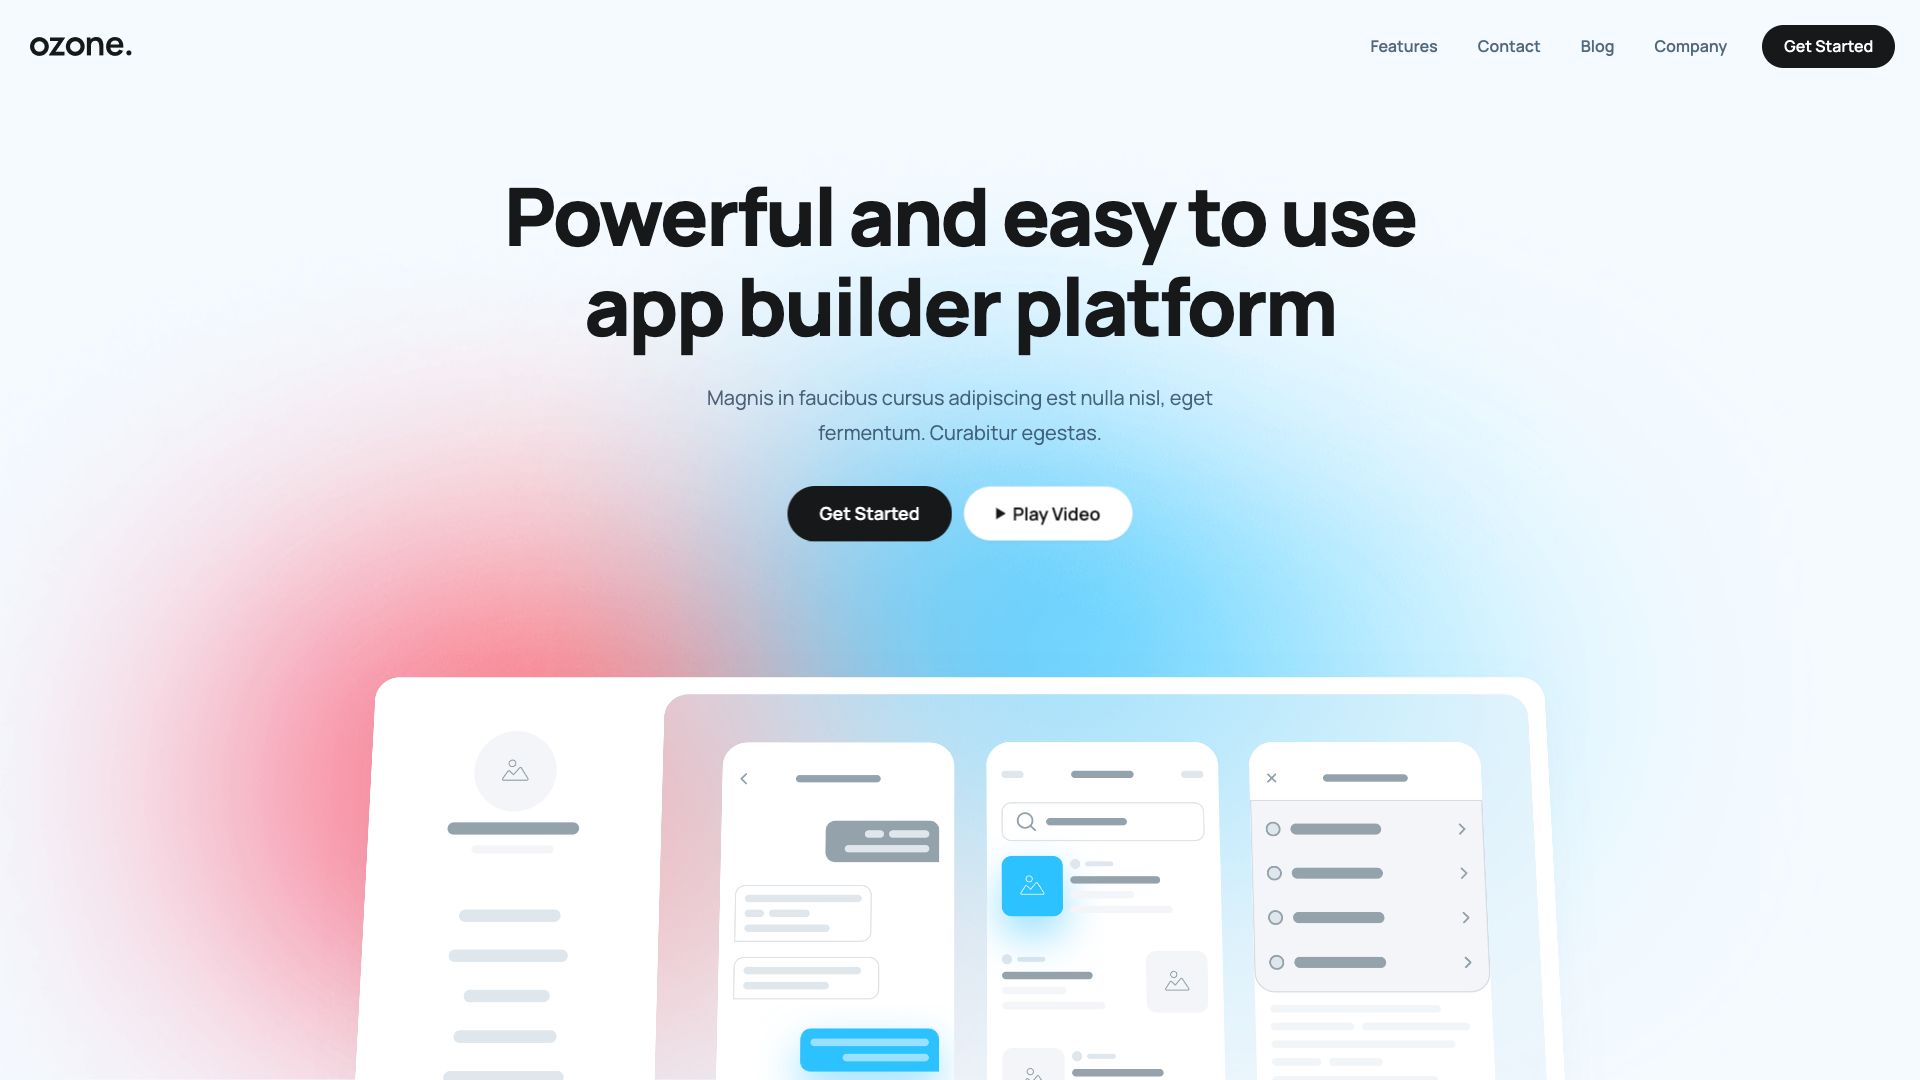 ozone.
Features Contact Blog Company Get Started
Powerful and easy to use
app builder platform
Magnis in faucibus cursus adipiscing est nulla nisl, eget
fermentum. Curabitur egestas.
Get Started Play Video